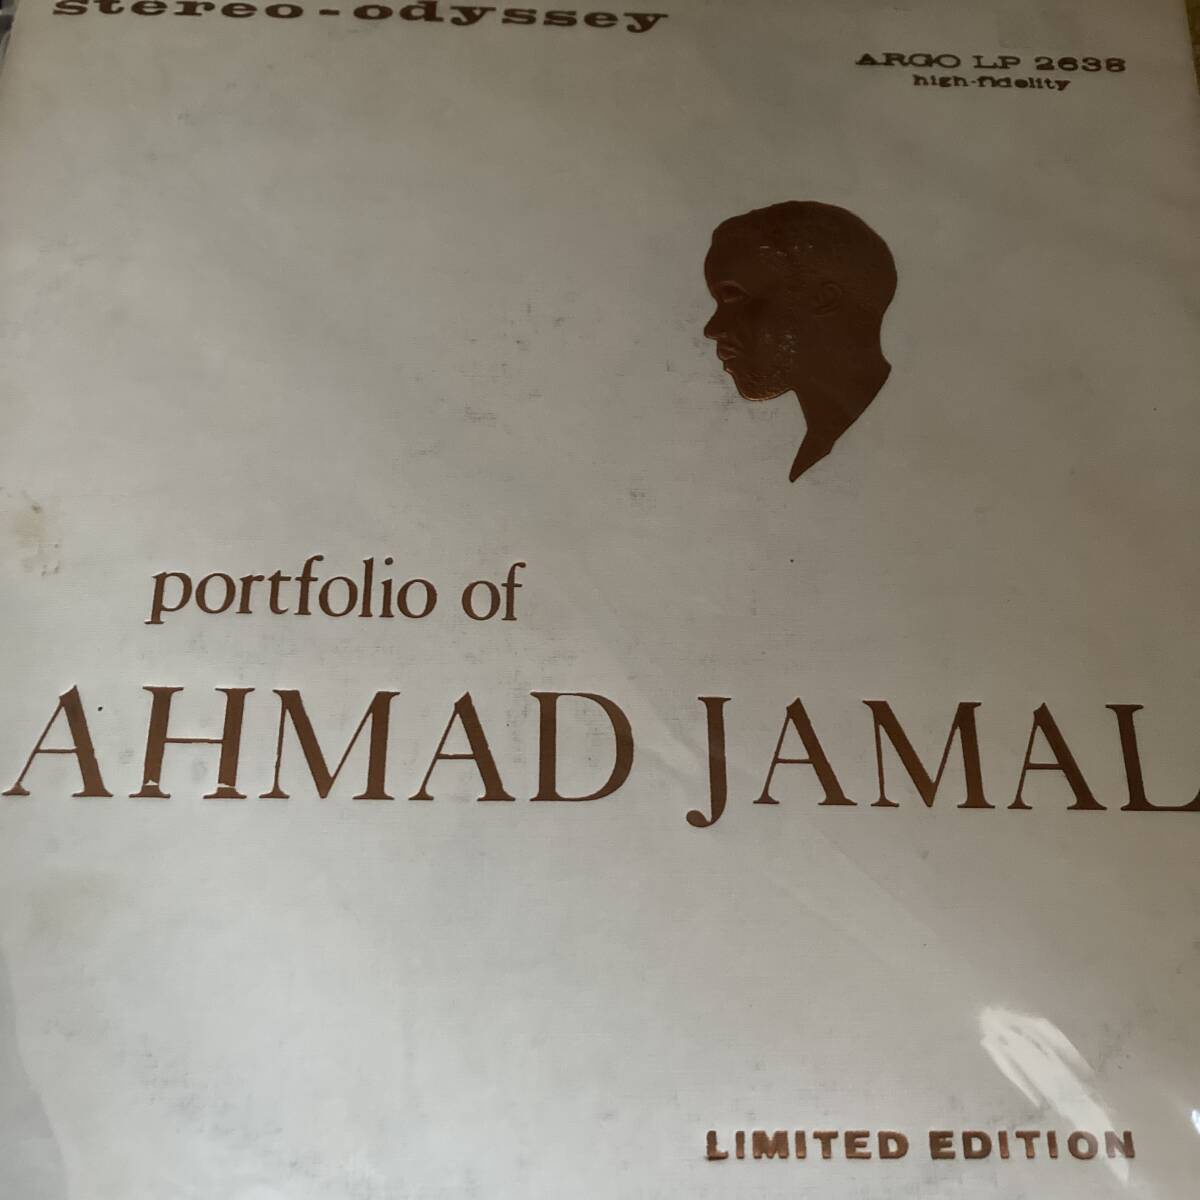 stereo-odyssey
ARGO LP 2638
high-fidelity
portfolio of
AHMAD JAMAL
LIMITED EDITION